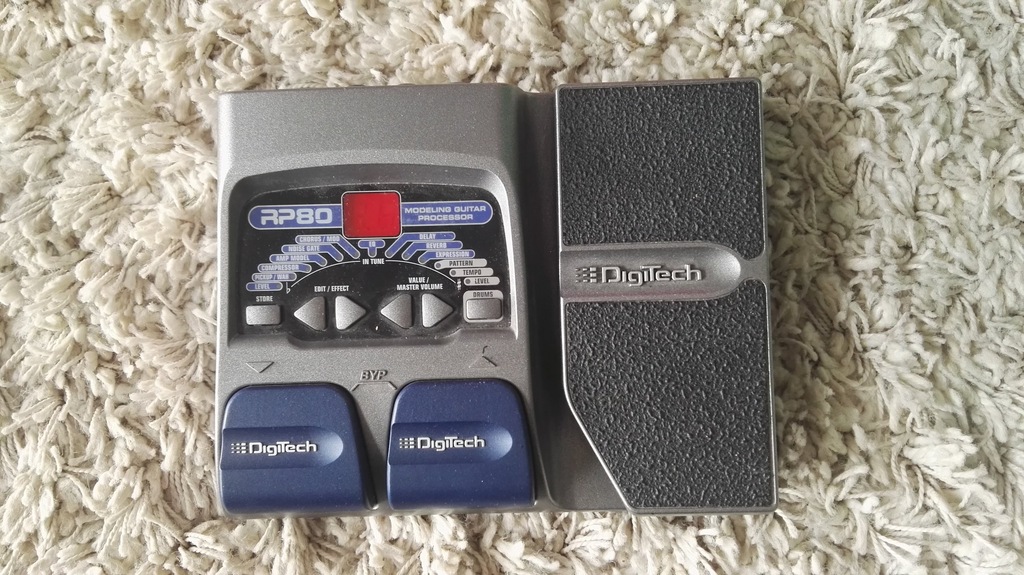 RP80
MODELING GUITAR
PROCESSOR
CHORUS / MOD
NOISE GATE
AMP MODEL
COMPRESSOR
PICKUP / WAH
LEVEL
EQ
IN TUNE
DELAY
REVERB
EXPRESSION
PATTERN
TEMPO
LEVEL
STORE
EDIT / EFFECT
VALUE /
MASTER VOLUME
DRUMS
DigiTech
BYP
DigiTech
DigiTech